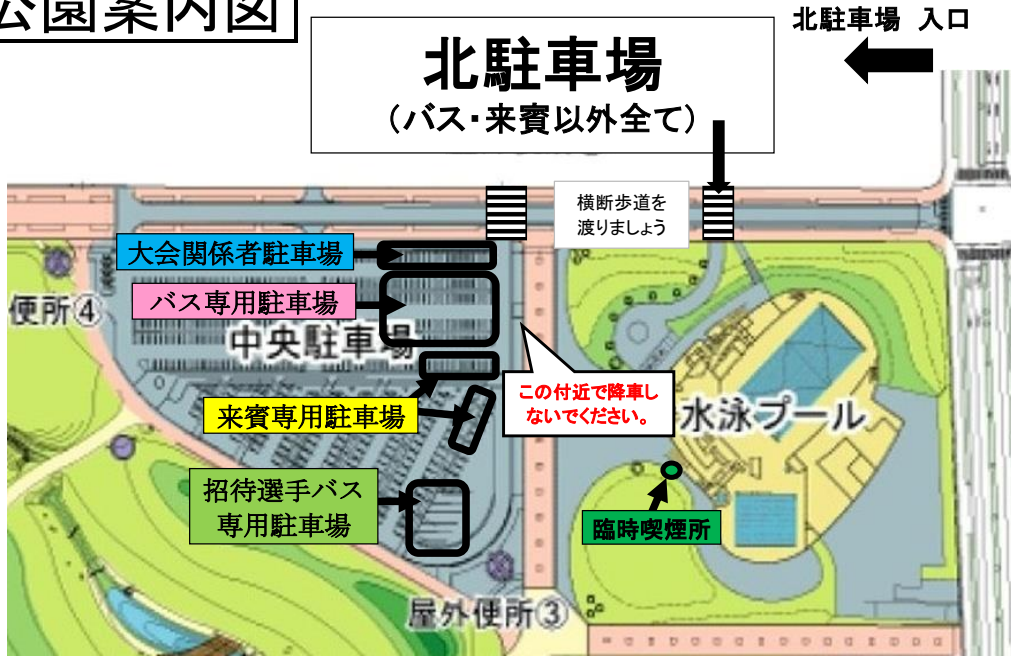 公園案内図
北駐車場 入口
北駐車場
(バス・来賓以外全て)
横断歩道を
渡りましょう
大会関係者駐車場
バス専用駐車場
便所④
中央駐車場
この付近で降車し
ないでください。
来賓専用駐車場
水泳プール
招待選手バス
専用駐車場
臨時喫煙所
屋外便所③